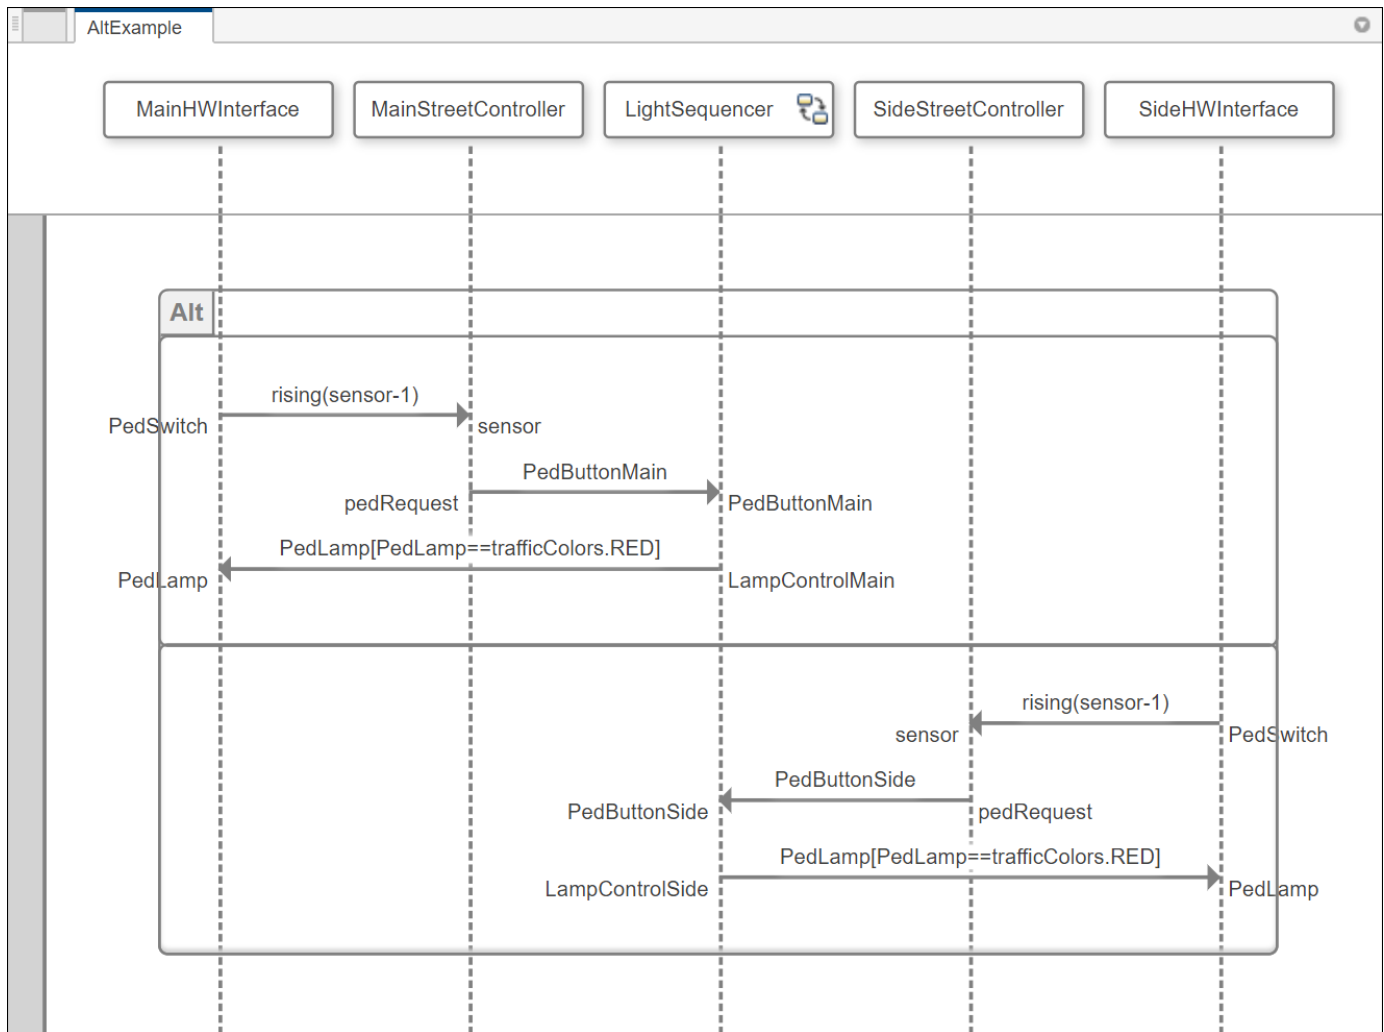 AltExample
MainHWInterface
MainStreetController
LightSequencer
SideStreetController
SideHWInterface
Alt
rising(sensor-1)
PedSwitch
sensor
PedButtonMain
pedRequest
PedButtonMain
PedLamp[PedLamp==trafficColors.RED]
PedLamp
LampControlMain
rising(sensor-1)
sensor
PedSwitch
PedButtonSide
PedButtonSide
pedRequest
PedLamp[PedLamp==trafficColors.RED]
LampControlSide
PedLamp